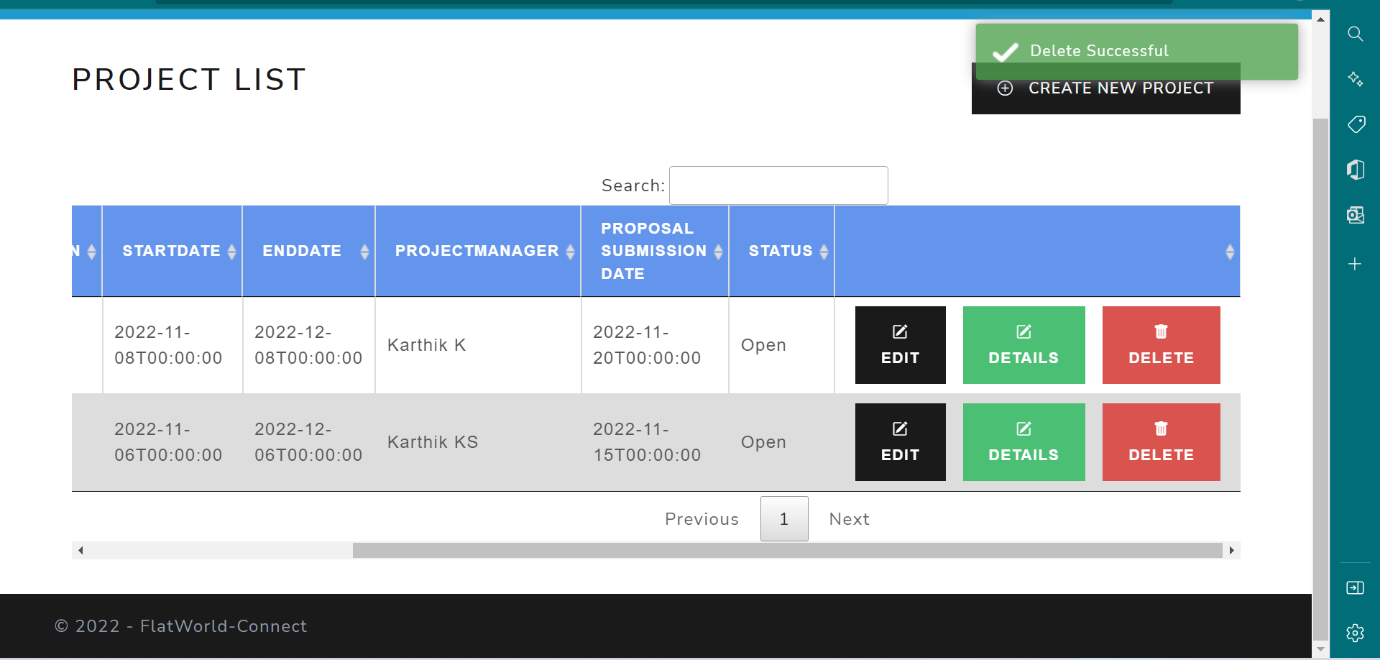 Delete Successful
PROJECT LIST
CREATE NEW PROJECT
Search:
N STARTDATE ENDDATE PROJECTMANAGER PROPOSAL SUBMISSION DATE STATUS
2022-11-08T00:00:00 2022-12-08T00:00:00 Karthik K 2022-11-20T00:00:00 Open EDIT DETAILS DELETE
2022-11-06T00:00:00 2022-12-06T00:00:00 Karthik KS 2022-11-15T00:00:00 Open EDIT DETAILS DELETE
Previous 1 Next
© 2022 - FlatWorld-Connect